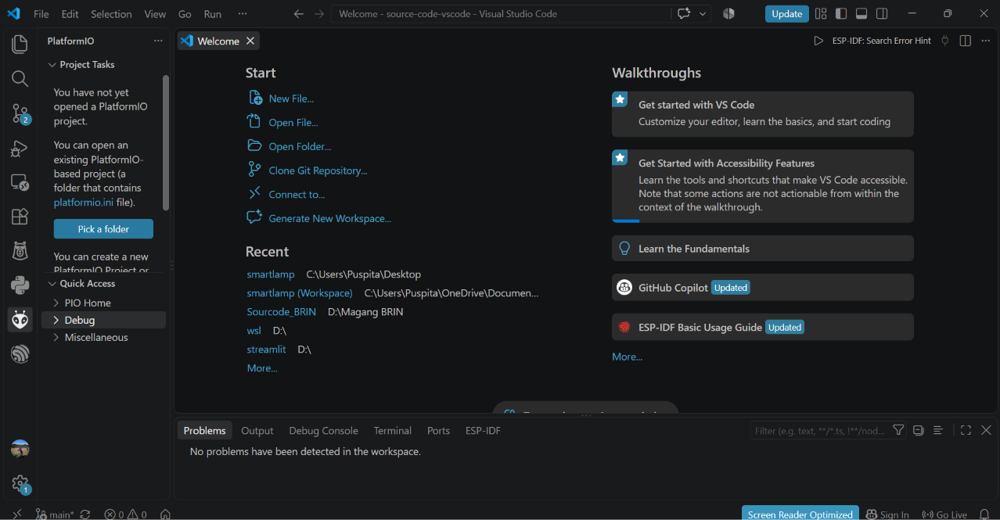 File Edit Selection View Go Run ···
Welcome - source-code-vscode - Visual Studio Code
Update
PlatformIO
Project Tasks
You have not yet
opened a PlatformIO
project.
You can open an
existing PlatformIO-
based project (a
folder that contains
platformio.ini file).
Pick a folder
You can create a new
PlatformIO Project or
Quick Access
PIO Home
Debug
Miscellaneous
2
1
Welcome
ESP-IDF: Search Error Hint
Start
New File...
Open File...
Open Folder...
Clone Git Repository...
Connect to...
Generate New Workspace...
Recent
smartlamp C:\Users\Puspita\Desktop
smartlamp (Workspace) C:\Users\Puspita\OneDrive\Documen...
Sourcode_BRIN D:\Magang BRIN
wsl D:\
streamlit D:\
More...
Walkthroughs
Get started with VS Code
Customize your editor, learn the basics, and start coding
Get Started with Accessibility Features
Learn the tools and shortcuts that make VS Code accessible.
Note that some actions are not actionable from within the
context of the walkthrough.
Learn the Fundamentals
GitHub Copilot Updated
ESP-IDF Basic Usage Guide Updated
More...
Problems Output Debug Console Terminal Ports ESP-IDF
Filter (e.g. text, **/*.ts, !**/nod...
No problems have been detected in the workspace.
main* 0 0
Screen Reader Optimized Sign In Go Live